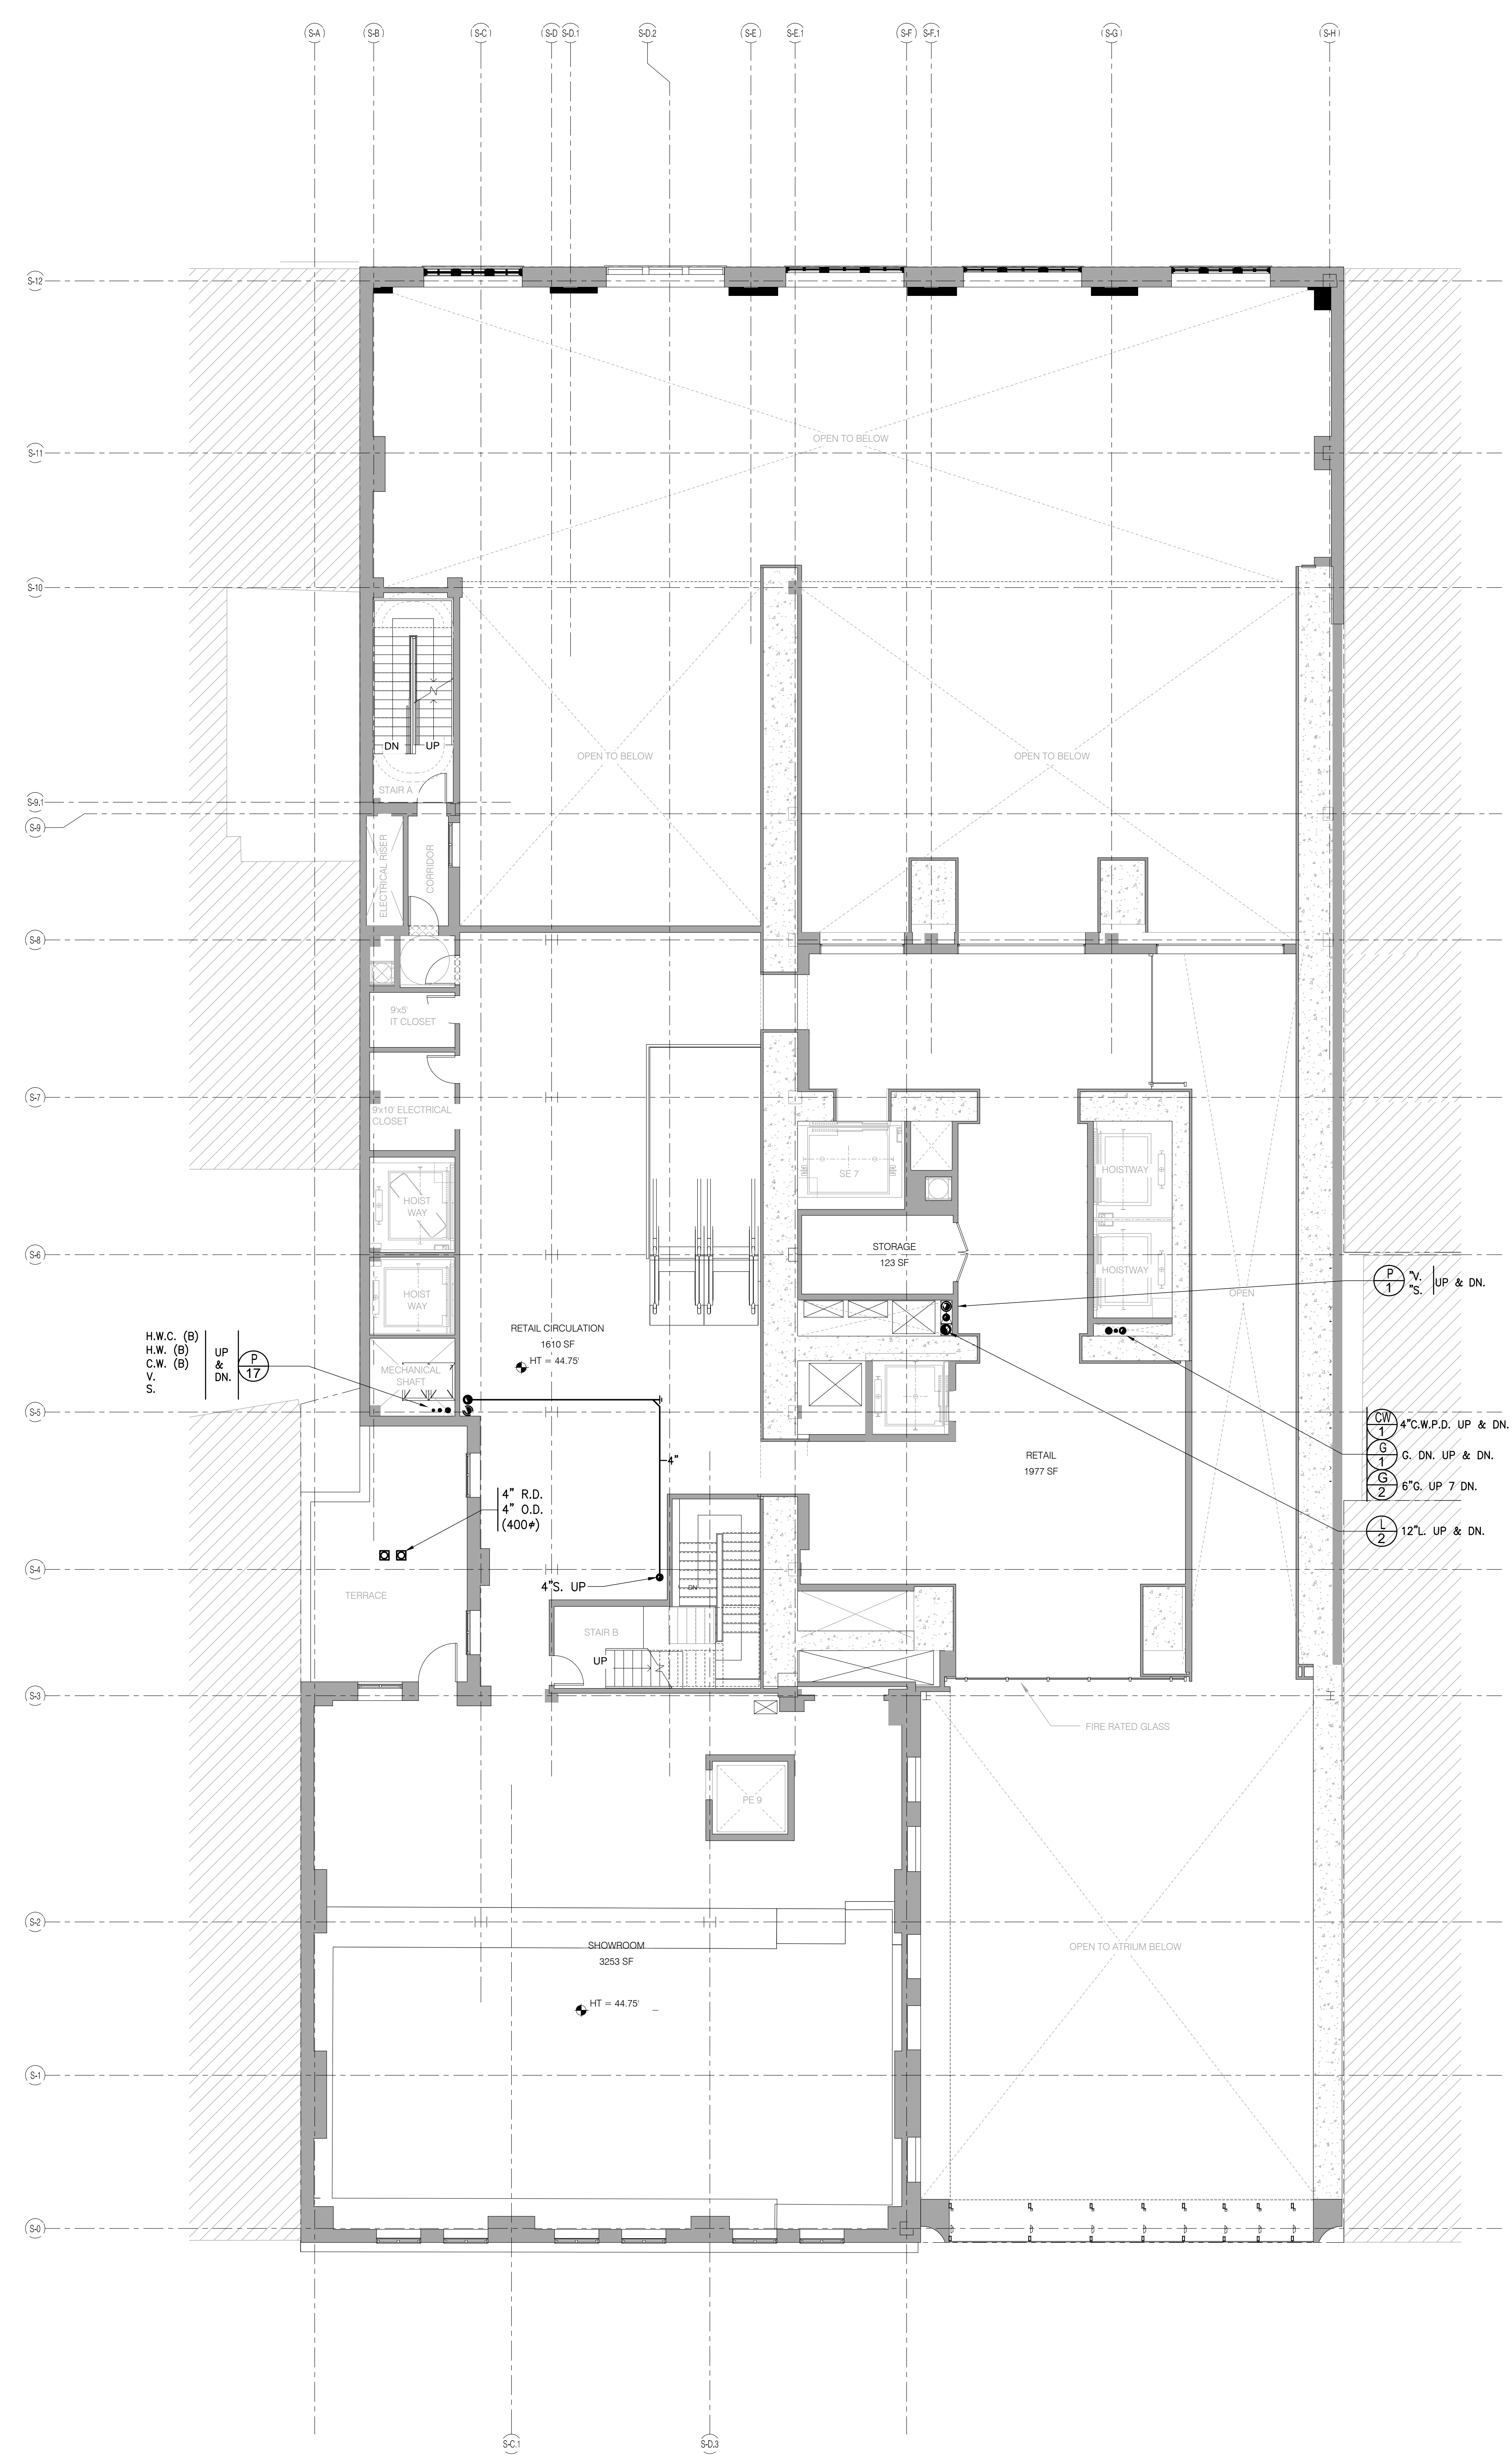 S-A
S-B
S-C
S-D
S-D.1
S-D.2
S-E
S-E.1
S-F
S-F.1
S-G
S-H
S-12
S-11
OPEN TO BELOW
S-10
DN
UP
OPEN TO BELOW
OPEN TO BELOW
STAIR A
S-9.1
S-9
ELECTRICAL RISER
CORRIDOR
S-8
9'x5'
IT CLOSET
S-7
9'x10' ELECTRICAL
CLOSET
SE 7
HOISTWAY
HOIST
WAY
STORAGE
123 SF
S-6
HOISTWAY
HOIST
WAY
OPEN
P
1
"V.
"S.
UP & DN.
RETAIL CIRCULATION
1610 SF
HT = 44.75'
H.W.C. (B)
H.W. (B)
C.W. (B)
V.
S.
UP
&
DN.
P
17
MECHANICAL
SHAFT
S-5
CW
1
4"C.W.P.D. UP & DN.
G
1
G. DN. UP & DN.
G
2
6"G. UP 7 DN.
L
2
12"L. UP & DN.
RETAIL
1977 SF
4"
4" R.D.
4" O.D.
(400⌀)
S-4
4"S. UP
DN
TERRACE
STAIR B
UP
S-3
FIRE RATED GLASS
PE 9
S-2
SHOWROOM
3253 SF
OPEN TO ATRIUM BELOW
HT = 44.75'
S-1
S-0
S-C.1
S-D.3